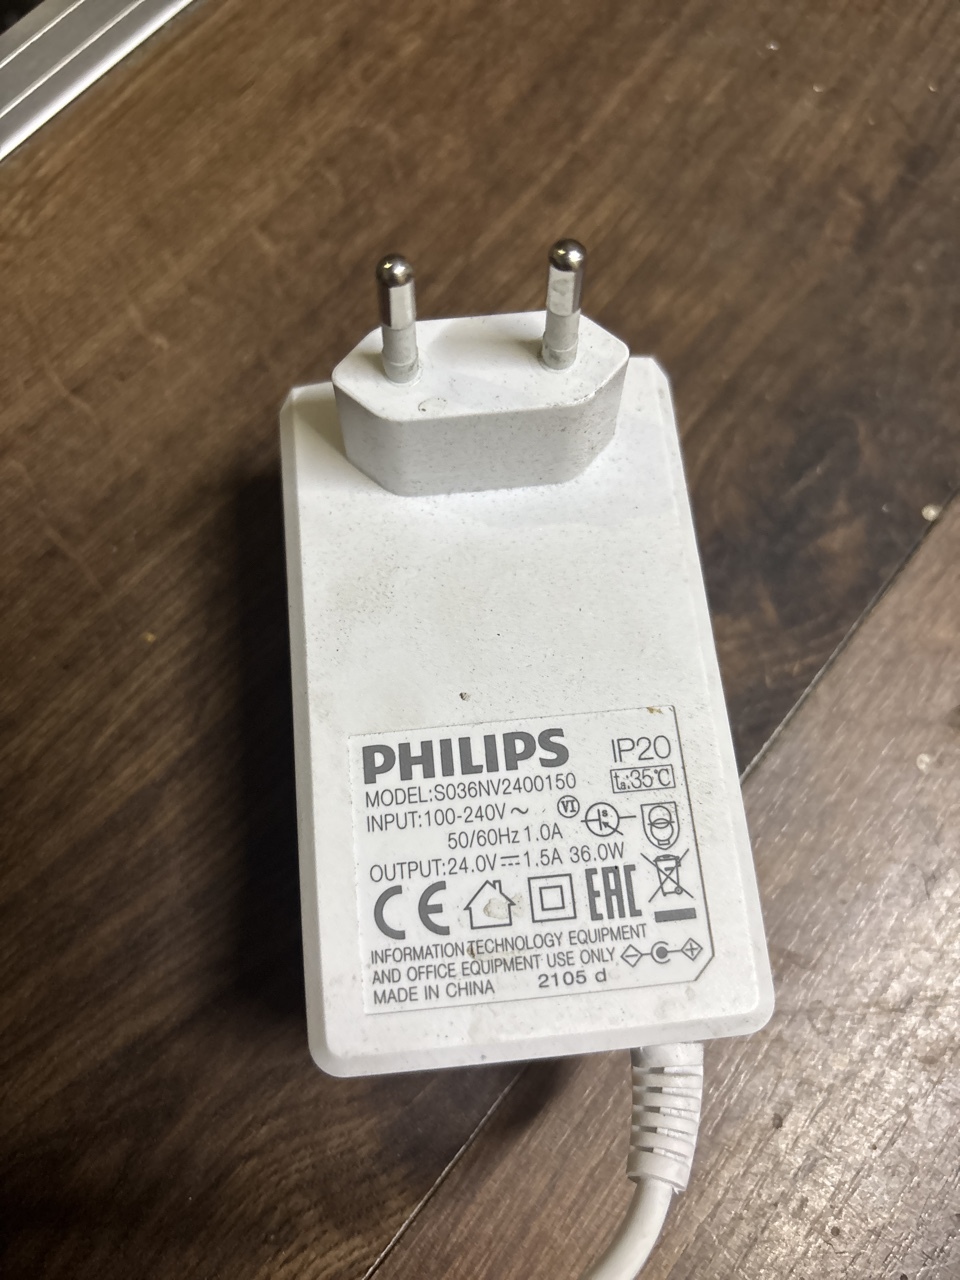 PHILIPS
IP20
ta:35℃
MODEL:S036NV2400150
INPUT:100-240V ~
VI
50/60Hz 1.0A
OUTPUT:24.0V⎓1.5A 36.0W
CE
EAC
INFORMATION TECHNOLOGY EQUIPMENT
AND OFFICE EQUIPMENT USE ONLY
MADE IN CHINA 2105 d